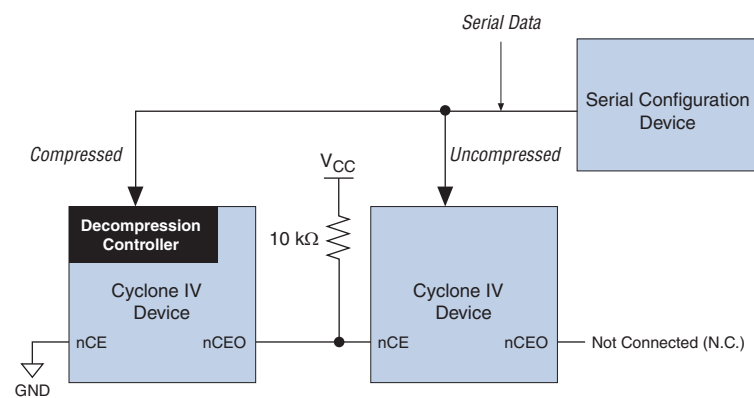 Serial Data
Serial Configuration
Device
Compressed
Uncompressed
VCC
Decompression
Controller
10 kΩ
Cyclone IV
Device
Cyclone IV
Device
nCE
nCEO
nCE
nCEO
Not Connected (N.C.)
GND